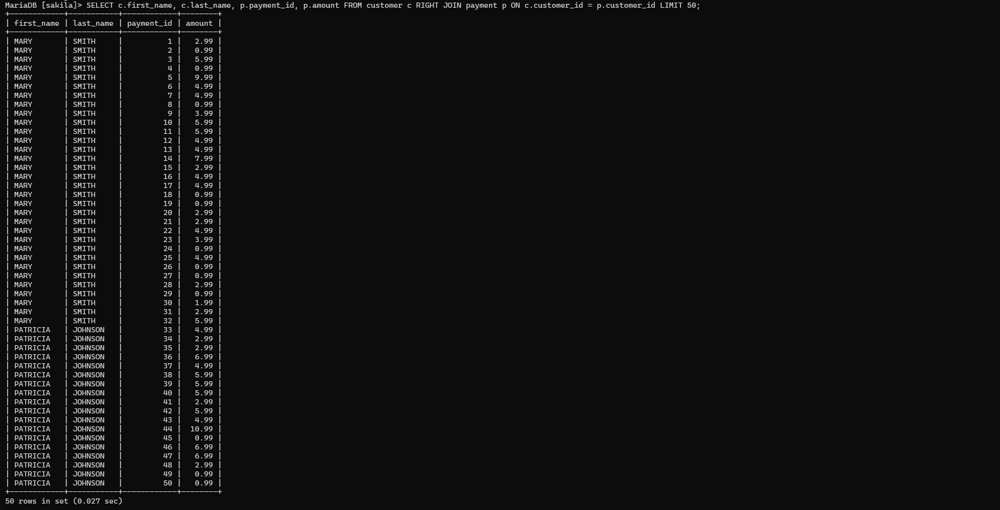 MariaDB [sakila]> SELECT c.first_name, c.last_name, p.payment_id, p.amount FROM customer c RIGHT JOIN payment p ON c.customer_id = p.customer_id LIMIT 50;
+------------+-----------+------------+--------+
| first_name | last_name | payment_id | amount |
+------------+-----------+------------+--------+
| MARY       | SMITH     |          1 |   2.99 |
| MARY       | SMITH     |          2 |   0.99 |
| MARY       | SMITH     |          3 |   5.99 |
| MARY       | SMITH     |          4 |   0.99 |
| MARY       | SMITH     |          5 |   9.99 |
| MARY       | SMITH     |          6 |   4.99 |
| MARY       | SMITH     |          7 |   4.99 |
| MARY       | SMITH     |          8 |   0.99 |
| MARY       | SMITH     |          9 |   3.99 |
| MARY       | SMITH     |         10 |   5.99 |
| MARY       | SMITH     |         11 |   5.99 |
| MARY       | SMITH     |         12 |   4.99 |
| MARY       | SMITH     |         13 |   4.99 |
| MARY       | SMITH     |         14 |   7.99 |
| MARY       | SMITH     |         15 |   2.99 |
| MARY       | SMITH     |         16 |   4.99 |
| MARY       | SMITH     |         17 |   4.99 |
| MARY       | SMITH     |         18 |   0.99 |
| MARY       | SMITH     |         19 |   0.99 |
| MARY       | SMITH     |         20 |   2.99 |
| MARY       | SMITH     |         21 |   2.99 |
| MARY       | SMITH     |         22 |   4.99 |
| MARY       | SMITH     |         23 |   3.99 |
| MARY       | SMITH     |         24 |   0.99 |
| MARY       | SMITH     |         25 |   4.99 |
| MARY       | SMITH     |         26 |   0.99 |
| MARY       | SMITH     |         27 |   0.99 |
| MARY       | SMITH     |         28 |   2.99 |
| MARY       | SMITH     |         29 |   0.99 |
| MARY       | SMITH     |         30 |   1.99 |
| MARY       | SMITH     |         31 |   2.99 |
| MARY       | SMITH     |         32 |   5.99 |
| PATRICIA   | JOHNSON   |         33 |   4.99 |
| PATRICIA   | JOHNSON   |         34 |   2.99 |
| PATRICIA   | JOHNSON   |         35 |   2.99 |
| PATRICIA   | JOHNSON   |         36 |   6.99 |
| PATRICIA   | JOHNSON   |         37 |   4.99 |
| PATRICIA   | JOHNSON   |         38 |   5.99 |
| PATRICIA   | JOHNSON   |         39 |   5.99 |
| PATRICIA   | JOHNSON   |         40 |   5.99 |
| PATRICIA   | JOHNSON   |         41 |   2.99 |
| PATRICIA   | JOHNSON   |         42 |   5.99 |
| PATRICIA   | JOHNSON   |         43 |   4.99 |
| PATRICIA   | JOHNSON   |         44 |  10.99 |
| PATRICIA   | JOHNSON   |         45 |   0.99 |
| PATRICIA   | JOHNSON   |         46 |   6.99 |
| PATRICIA   | JOHNSON   |         47 |   6.99 |
| PATRICIA   | JOHNSON   |         48 |   2.99 |
| PATRICIA   | JOHNSON   |         49 |   0.99 |
| PATRICIA   | JOHNSON   |         50 |   0.99 |
+------------+-----------+------------+--------+
50 rows in set (0.027 sec)